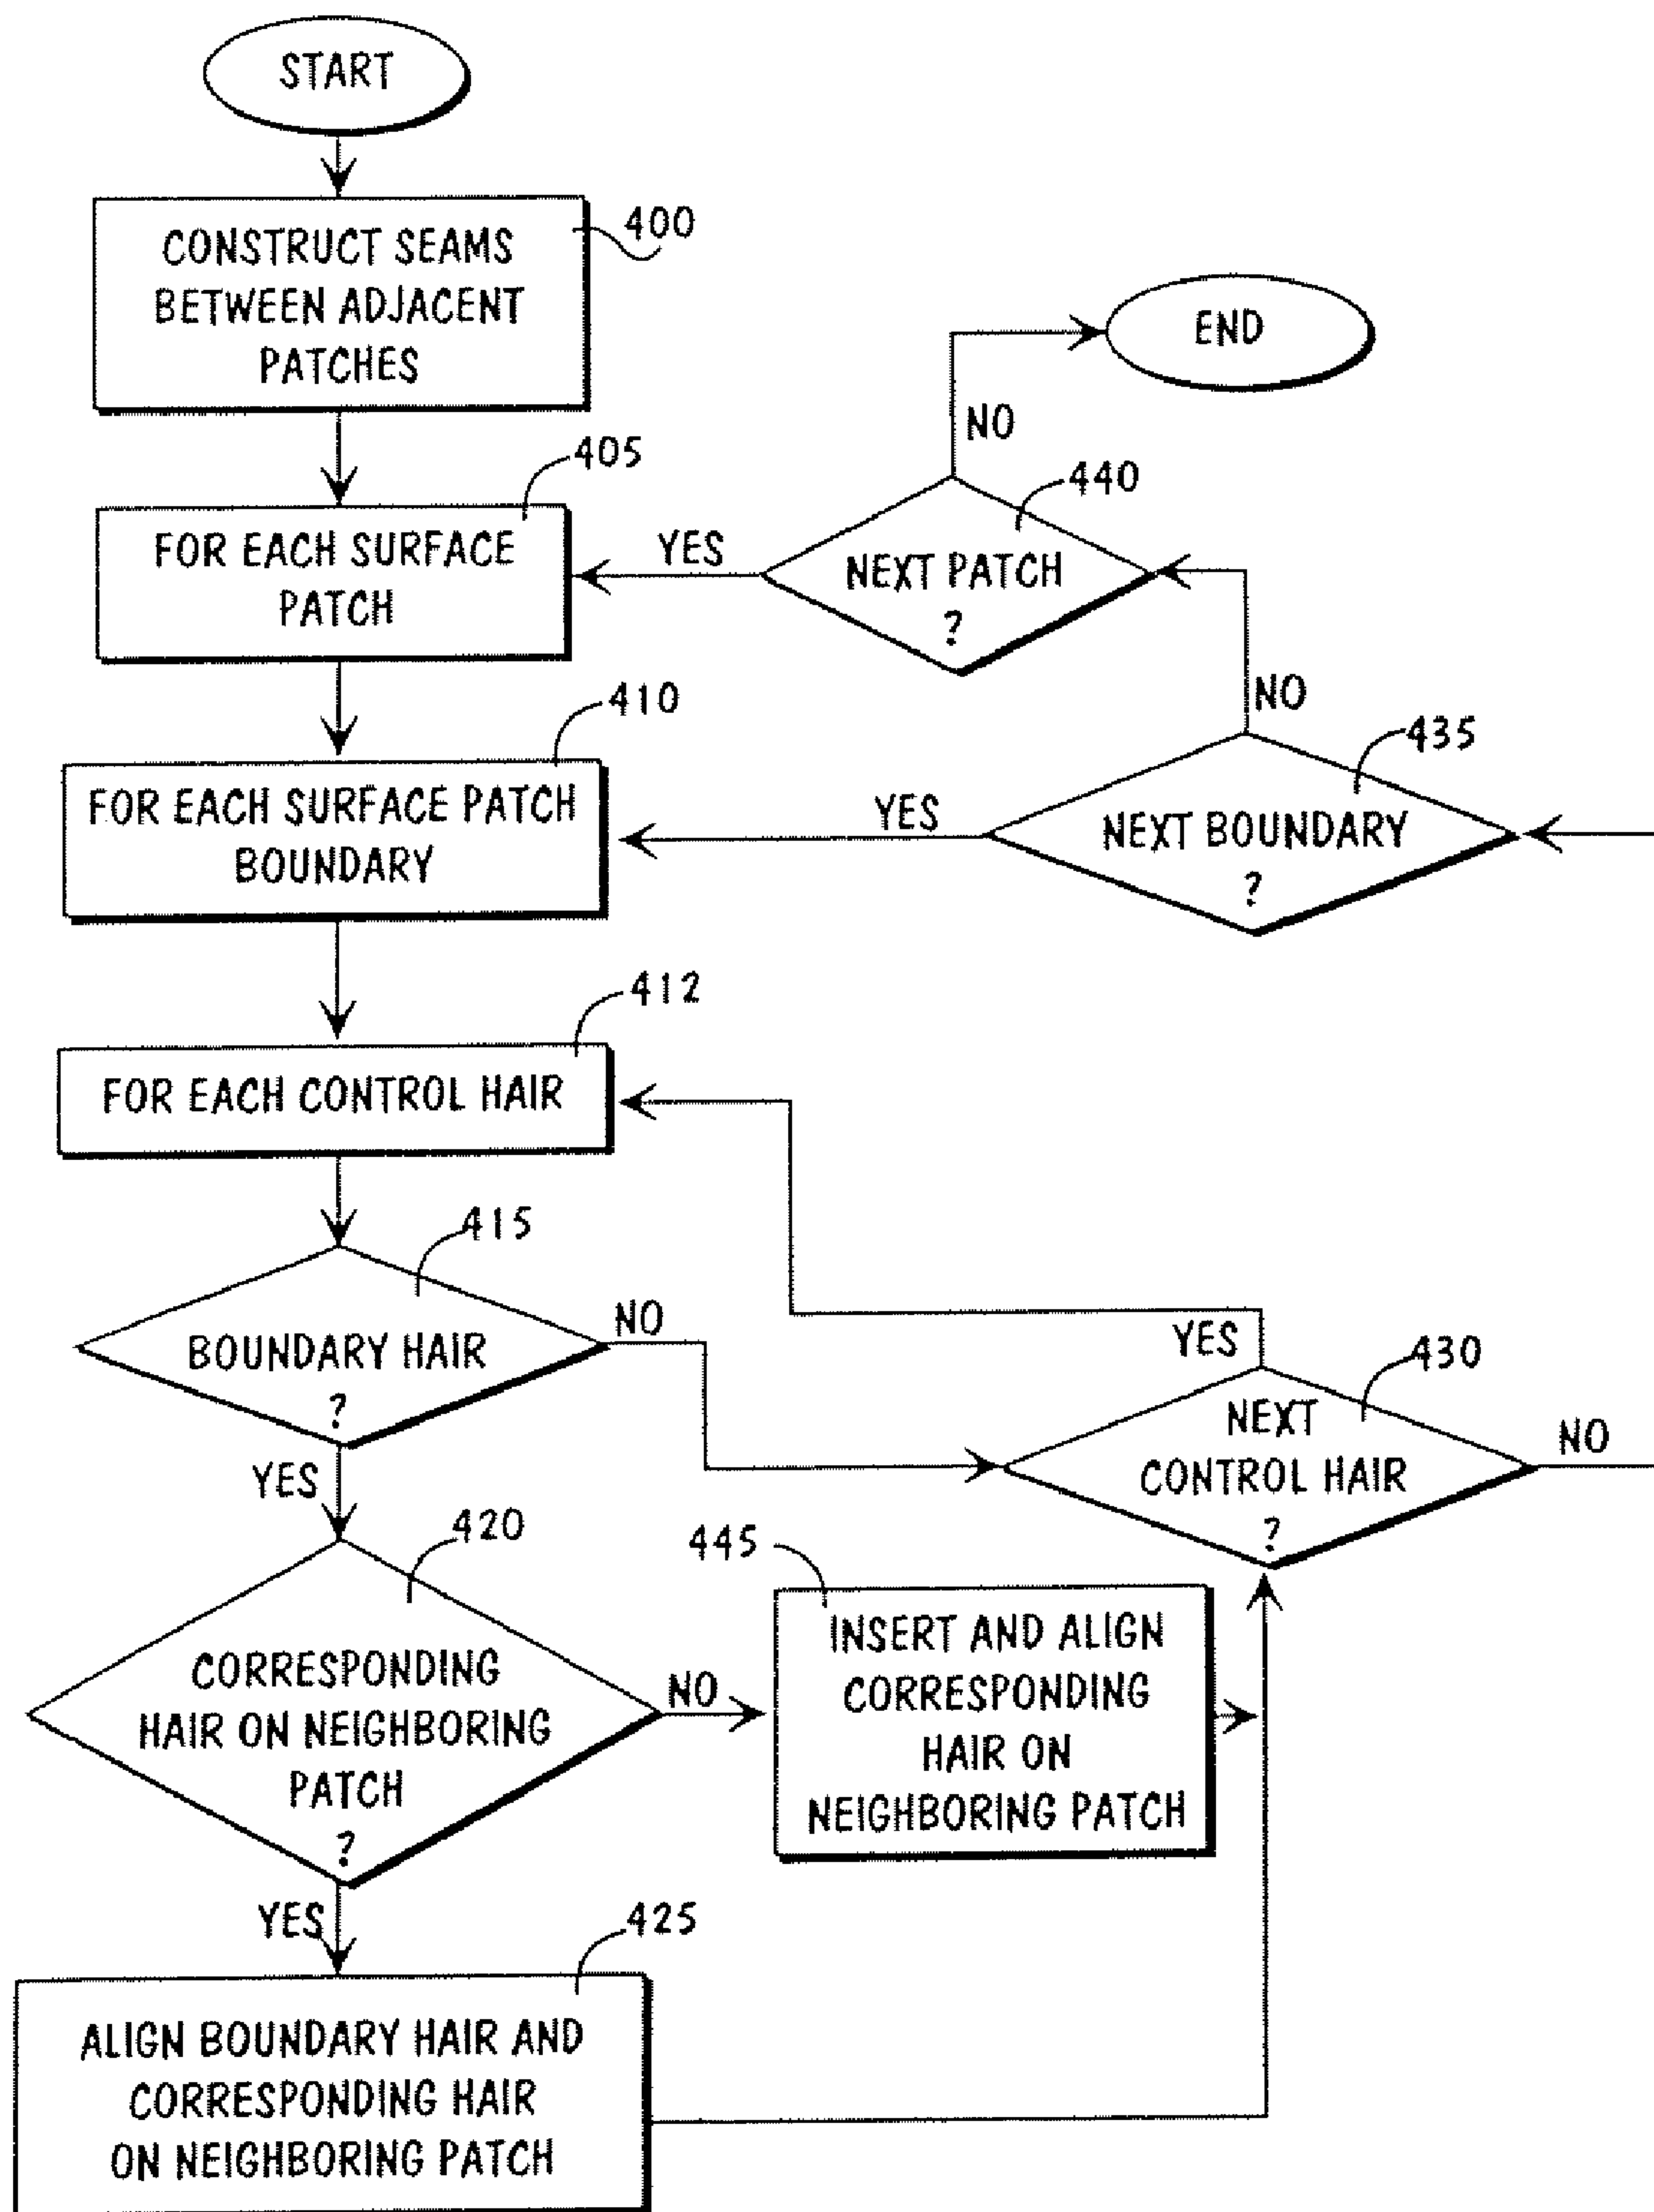 START
CONSTRUCT SEAMS
BETWEEN ADJACENT
PATCHES
400
405
FOR EACH SURFACE
PATCH
YES
NEXT PATCH
?
440
NO
END
410
FOR EACH SURFACE PATCH
BOUNDARY
YES
NEXT BOUNDARY
?
435
NO
412
FOR EACH CONTROL HAIR
415
BOUNDARY HAIR
?
NO
YES
YES
430
NEXT
CONTROL HAIR
?
NO
420
CORRESPONDING
HAIR ON NEIGHBORING
PATCH
?
NO
YES
445
INSERT AND ALIGN
CORRESPONDING
HAIR ON
NEIGHBORING PATCH
425
ALIGN BOUNDARY HAIR AND
CORRESPONDING HAIR
ON NEIGHBORING PATCH